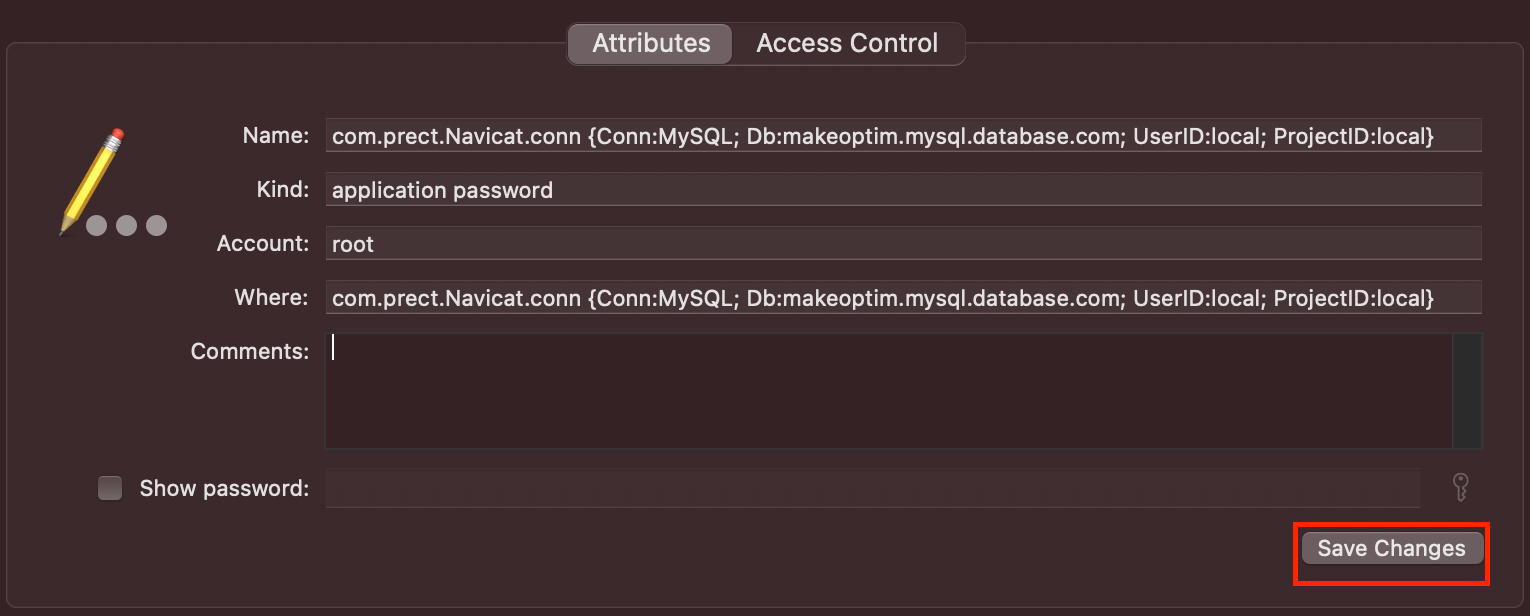 Attributes Access Control
Name: com.prect.Navicat.conn {Conn:MySQL; Db:makeoptim.mysql.database.com; UserID:local; ProjectID:local}
Kind: application password
Account: root
Where: com.prect.Navicat.conn {Conn:MySQL; Db:makeoptim.mysql.database.com; UserID:local; ProjectID:local}
Comments:
Show password:
Save Changes